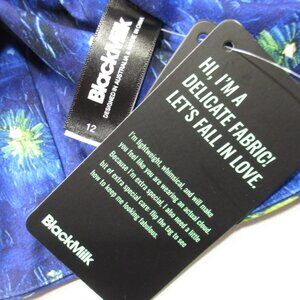 BlackMilk
DESIGNED IN AUSTRALIA
12
HI, I'M A
DELICATE FABRIC!
LET'S FALL IN LOVE.
I'm lightweight, whimsical, and will make
you feel like you are wearing an actual cloud.
Because I'm extra special, I also need a little
bit of extra special care: flip the tag to see
how to keep me looking fabulous.
BlackMilk